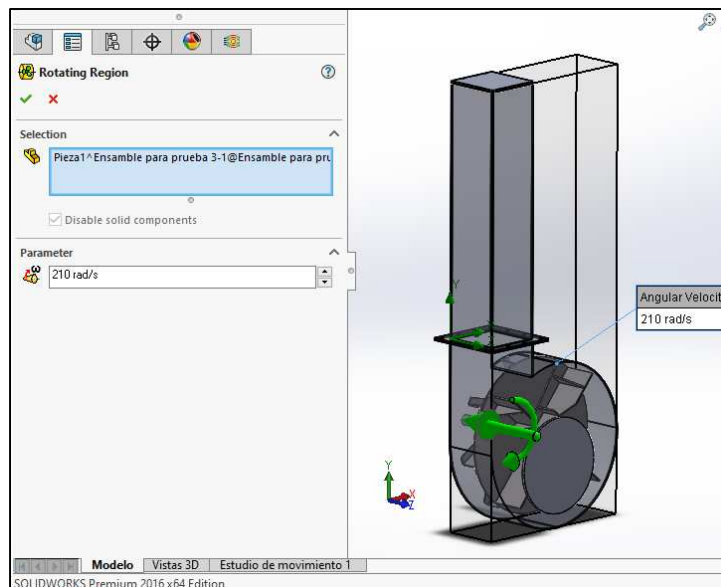 Rotating Region
Selection
Pieza1^Ensamble para prueba 3-1@Ensamble para pru
Disable solid components
Parameter
210 rad/s
Angular Velocit
210 rad/s
Y
Y
X
Z
Modelo Vistas 3D Estudio de movimiento 1
SOLIDWORKS Premium 2016 x64 Edition